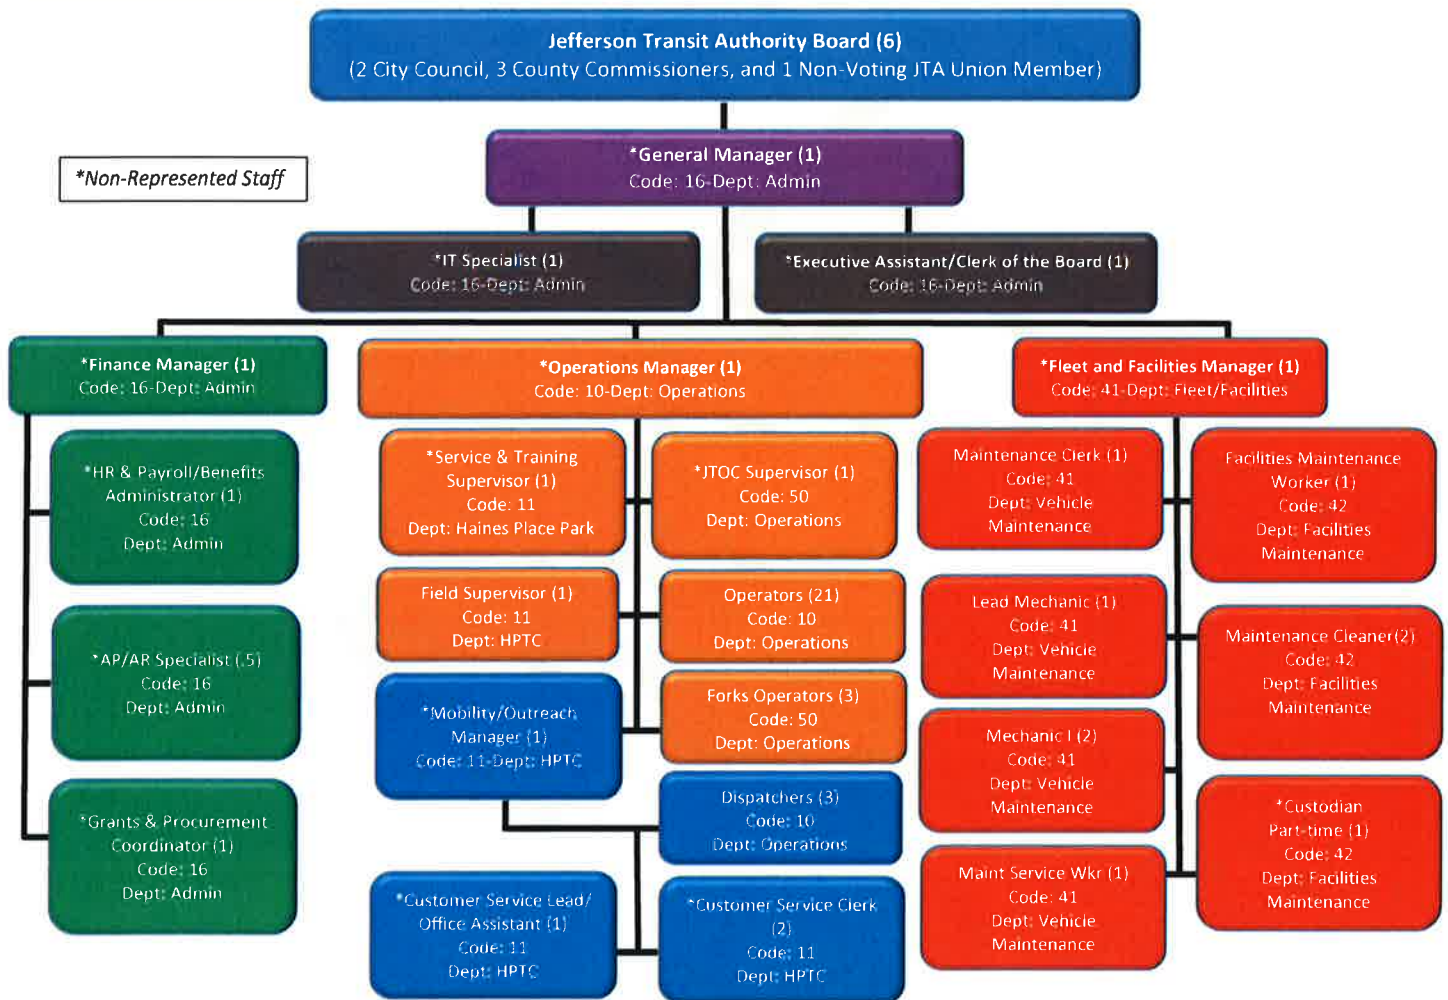 Jefferson Transit Authority Board (6)
(2 City Council, 3 County Commissioners, and 1 Non-Voting JTA Union Member)
*General Manager (1)
Code: 16-Dept: Admin
*Non-Represented Staff
*IT Specialist (1)
Code: 16-Dept: Admin
*Executive Assistant/Clerk of the Board (1)
Code: 16-Dept: Admin
*Finance Manager (1)
Code: 16-Dept: Admin
*Operations Manager (1)
Code: 10-Dept: Operations
*Fleet and Facilities Manager (1)
Code: 41-Dept: Fleet/Facilities
*HR & Payroll/Benefits
Administrator (1)
Code: 16
Dept: Admin
*AP/AR Specialist (.5)
Code: 16
Dept: Admin
*Grants & Procurement
Coordinator (1)
Code: 16
Dept: Admin
*Service & Training
Supervisor (1)
Code: 11
Dept: Haines Place Park
*JTOC Supervisor (1)
Code: 50
Dept: Operations
Field Supervisor (1)
Code: 11
Dept: HPTC
Operators (21)
Code: 10
Dept: Operations
*Mobility/Outreach
Manager (1)
Code: 11-Dept: HPTC
Forks Operators (3)
Code: 50
Dept: Operations
Dispatchers (3)
Code: 10
Dept: Operations
*Customer Service Lead/
Office Assistant (1)
Code: 11
Dept: HPTC
*Customer Service Clerk
(2)
Code: 11
Dept: HPTC
Maintenance Clerk (1)
Code: 41
Dept: Vehicle
Maintenance
Facilities Maintenance
Worker (1)
Code: 42
Dept: Facilities
Maintenance
Lead Mechanic (1)
Code: 41
Dept: Vehicle
Maintenance
Maintenance Cleaner(2)
Code: 42
Dept: Facilities
Maintenance
Mechanic I (2)
Code: 41
Dept: Vehicle
Maintenance
*Custodian
Part-time (1)
Code: 42
Dept: Facilities
Maintenance
Maint Service Wkr (1)
Code: 41
Dept: Vehicle
Maintenance